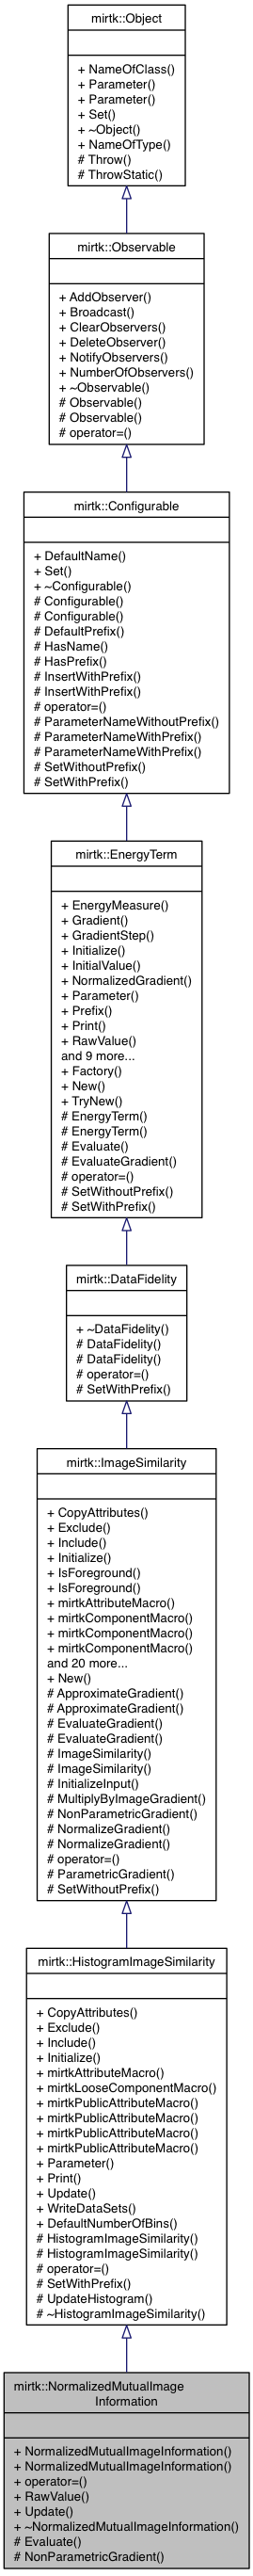 mirtk::Object
+ NameOfClass()
+ Parameter()
+ Parameter()
+ Set()
+ ~Object()
+ NameOfType()
# Throw()
# ThrowStatic()
mirtk::Observable
+ AddObserver()
+ Broadcast()
+ ClearObservers()
+ DeleteObserver()
+ NotifyObservers()
+ NumberOfObservers()
+ ~Observable()
# Observable()
# Observable()
# operator=()
mirtk::Configurable
+ DefaultName()
+ Set()
+ ~Configurable()
# Configurable()
# Configurable()
# DefaultPrefix()
# HasName()
# HasPrefix()
# InsertWithPrefix()
# InsertWithPrefix()
# operator=()
# ParameterNameWithoutPrefix()
# ParameterNameWithPrefix()
# ParameterNameWithPrefix()
# SetWithoutPrefix()
# SetWithPrefix()
mirtk::EnergyTerm
+ EnergyMeasure()
+ Gradient()
+ GradientStep()
+ Initialize()
+ InitialValue()
+ NormalizedGradient()
+ Parameter()
+ Prefix()
+ Print()
+ RawValue()
and 9 more...
+ Factory()
+ New()
+ TryNew()
# EnergyTerm()
# EnergyTerm()
# Evaluate()
# EvaluateGradient()
# operator=()
# SetWithoutPrefix()
# SetWithPrefix()
mirtk::DataFidelity
+ ~DataFidelity()
# DataFidelity()
# DataFidelity()
# operator=()
# SetWithPrefix()
mirtk::ImageSimilarity
+ CopyAttributes()
+ Exclude()
+ Include()
+ Initialize()
+ IsForeground()
+ IsForeground()
+ mirtkAttributeMacro()
+ mirtkComponentMacro()
+ mirtkComponentMacro()
+ mirtkComponentMacro()
and 20 more...
+ New()
# ApproximateGradient()
# ApproximateGradient()
# EvaluateGradient()
# EvaluateGradient()
# ImageSimilarity()
# ImageSimilarity()
# InitializeInput()
# MultiplyByImageGradient()
# NonParametricGradient()
# NormalizeGradient()
# NormalizeGradient()
# operator=()
# ParametricGradient()
# SetWithoutPrefix()
mirtk::HistogramImageSimilarity
+ CopyAttributes()
+ Exclude()
+ Include()
+ Initialize()
+ mirtkAttributeMacro()
+ mirtkLooseComponentMacro()
+ mirtkPublicAttributeMacro()
+ mirtkPublicAttributeMacro()
+ mirtkPublicAttributeMacro()
+ mirtkPublicAttributeMacro()
+ Parameter()
+ Print()
+ Update()
+ WriteDataSets()
+ DefaultNumberOfBins()
# HistogramImageSimilarity()
# HistogramImageSimilarity()
# operator=()
# SetWithPrefix()
# UpdateHistogram()
# ~HistogramImageSimilarity()
mirtk::NormalizedMutualImage
Information
+ NormalizedMutualImageInformation()
+ NormalizedMutualImageInformation()
+ operator=()
+ RawValue()
+ Update()
+ ~NormalizedMutualImageInformation()
# Evaluate()
# NonParametricGradient()